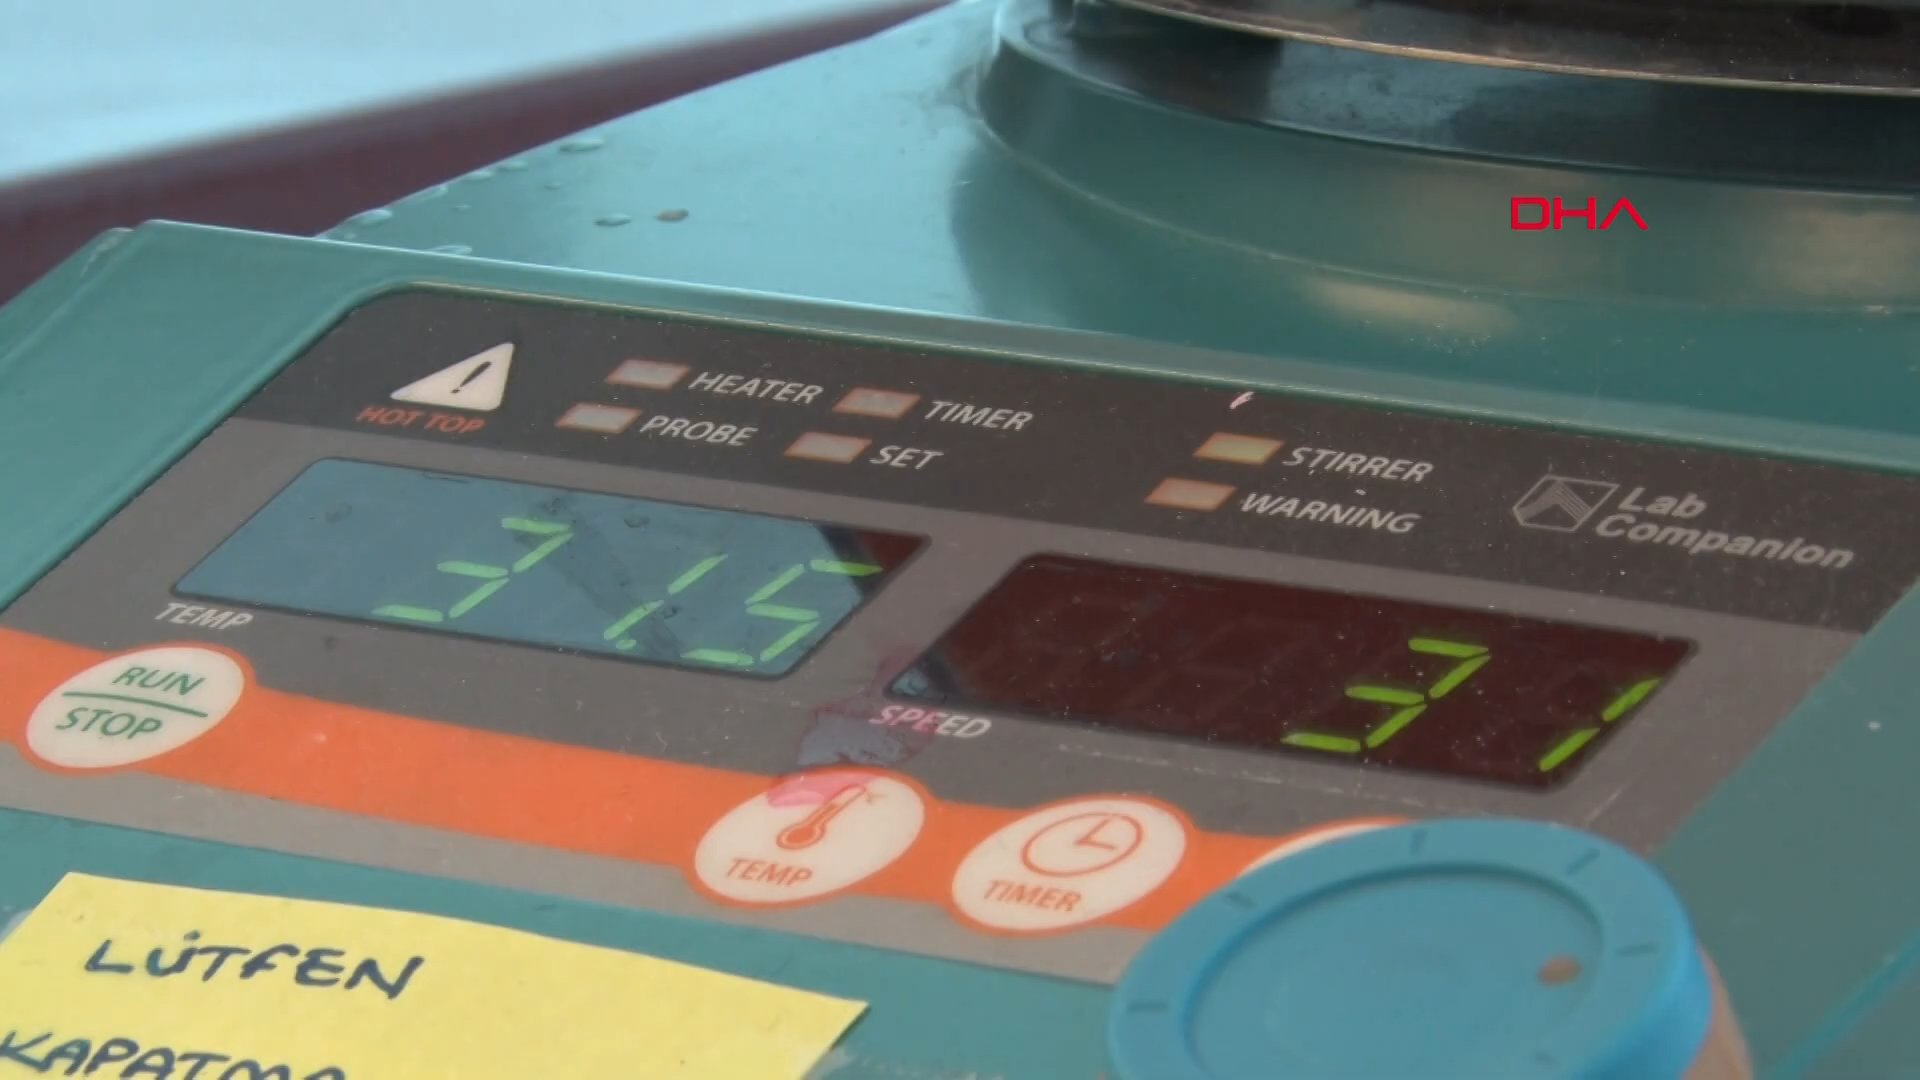 DHA
HOT TOP
HEATER
TIMER
PROBE
SET
STIRRER
WARNING
Lab
Companion
31.5
TEMP
31
SPEED
RUN
STOP
TEMP
TIMER
LÜTFEN